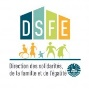 DSFE
Direction des solidarités,
de la famille et de l'égalité